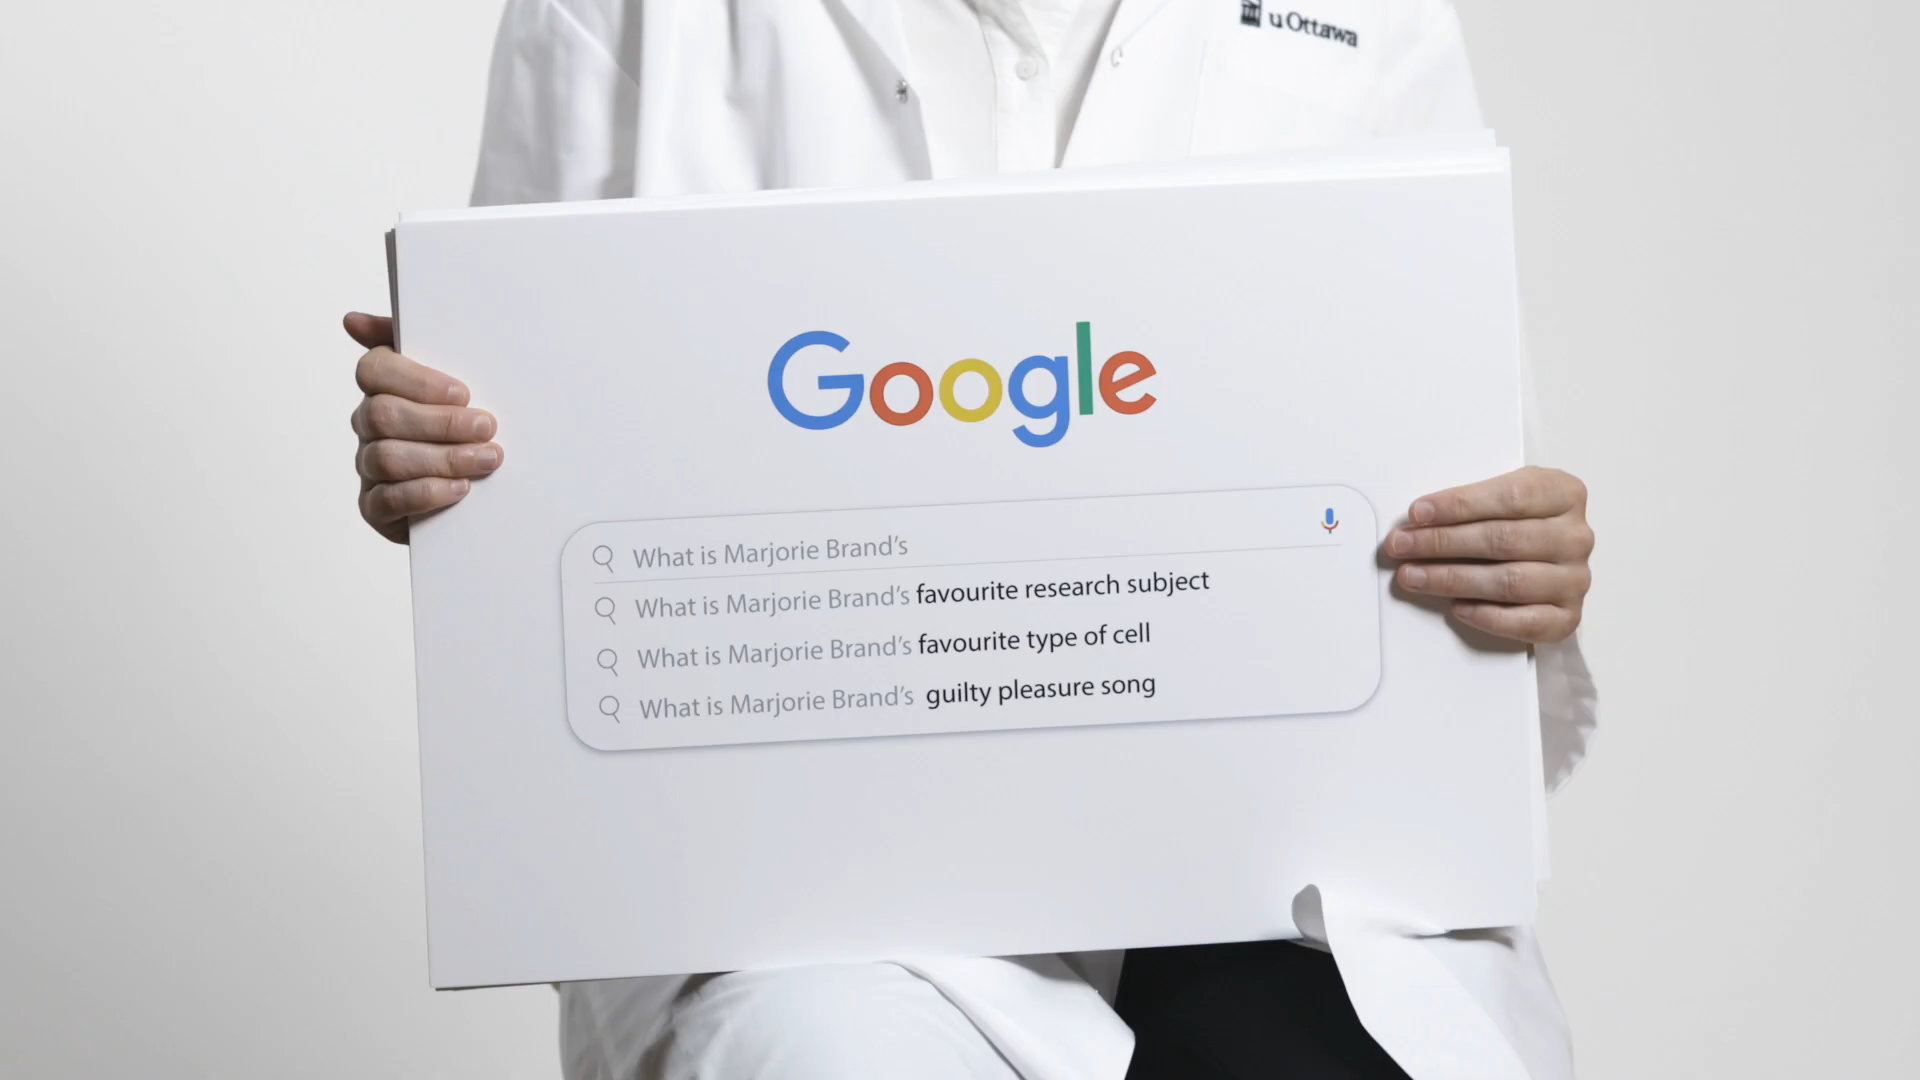 uOttawa
Google
What is Marjorie Brand's
What is Marjorie Brand's favourite research subject
What is Marjorie Brand's favourite type of cell
What is Marjorie Brand's guilty pleasure song